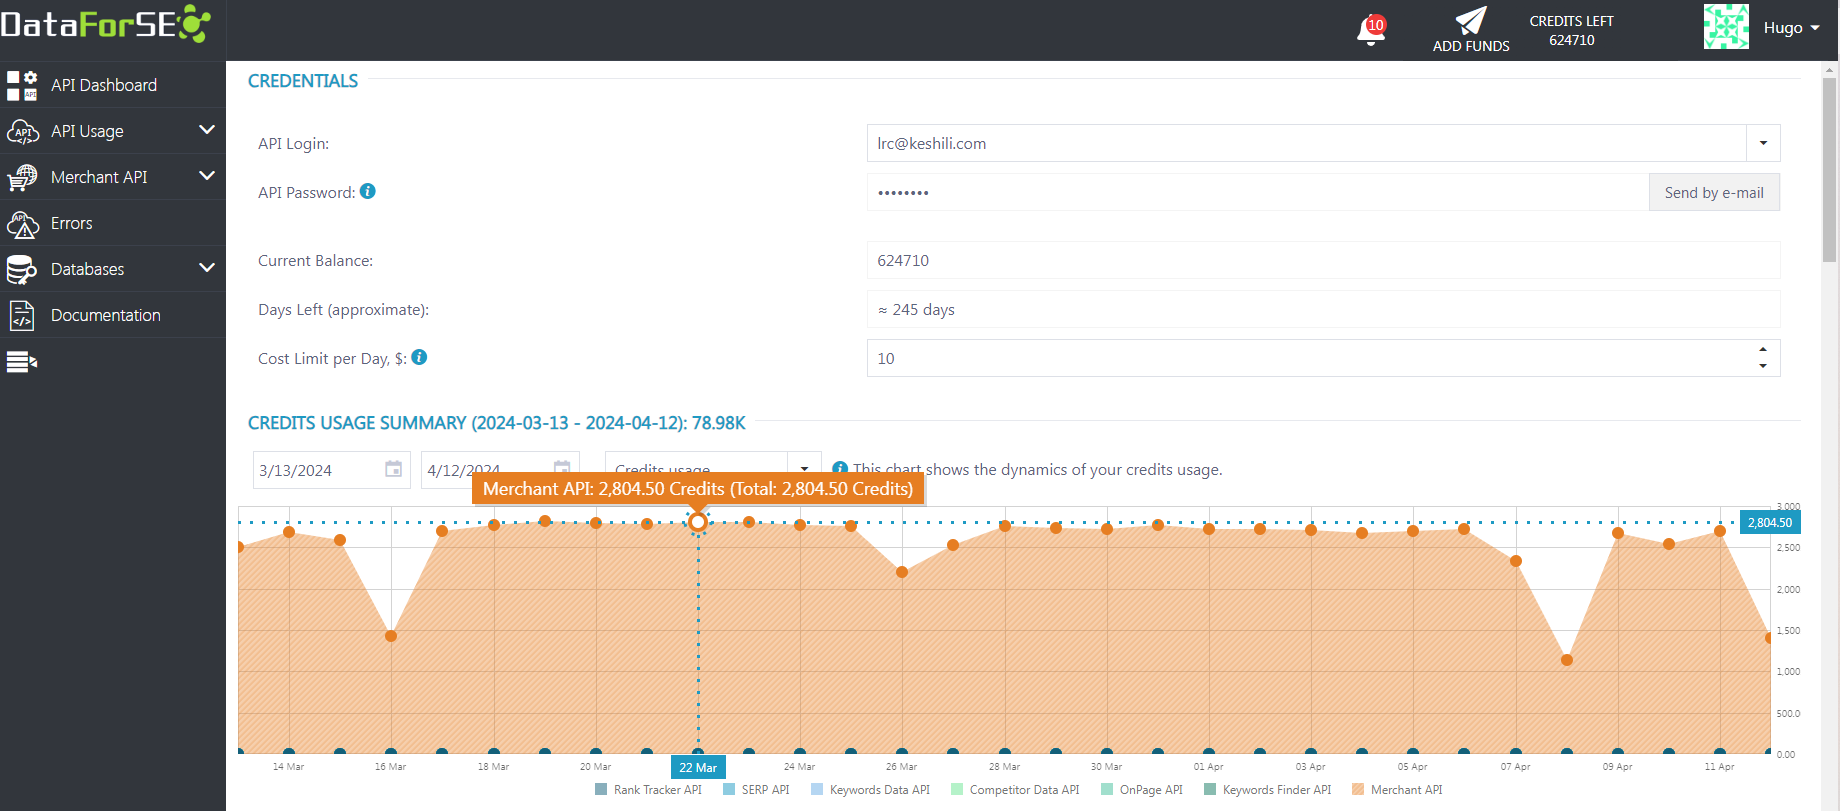 DataForSEO
10
ADD FUNDS
CREDITS LEFT
624710
Hugo
API Dashboard
API Usage
Merchant API
Errors
Databases
Documentation
CREDENTIALS
API Login:
lrc@keshili.com
API Password:
••••••••
Send by e-mail
Current Balance:
624710
Days Left (approximate):
≈ 245 days
Cost Limit per Day, $:
10
CREDITS USAGE SUMMARY (2024-03-13 - 2024-04-12): 78.98K
3/13/2024
4/12/2024
Credits usage
This chart shows the dynamics of your credits usage.
Merchant API: 2,804.50 Credits (Total: 2,804.50 Credits)
3,000
2,804.50
2,500
2,000
1,500
1,000
500.0
0.00
14 Mar
16 Mar
18 Mar
20 Mar
22 Mar
24 Mar
26 Mar
28 Mar
30 Mar
01 Apr
03 Apr
05 Apr
07 Apr
09 Apr
11 Apr
Rank Tracker API
SERP API
Keywords Data API
Competitor Data API
OnPage API
Keywords Finder API
Merchant API